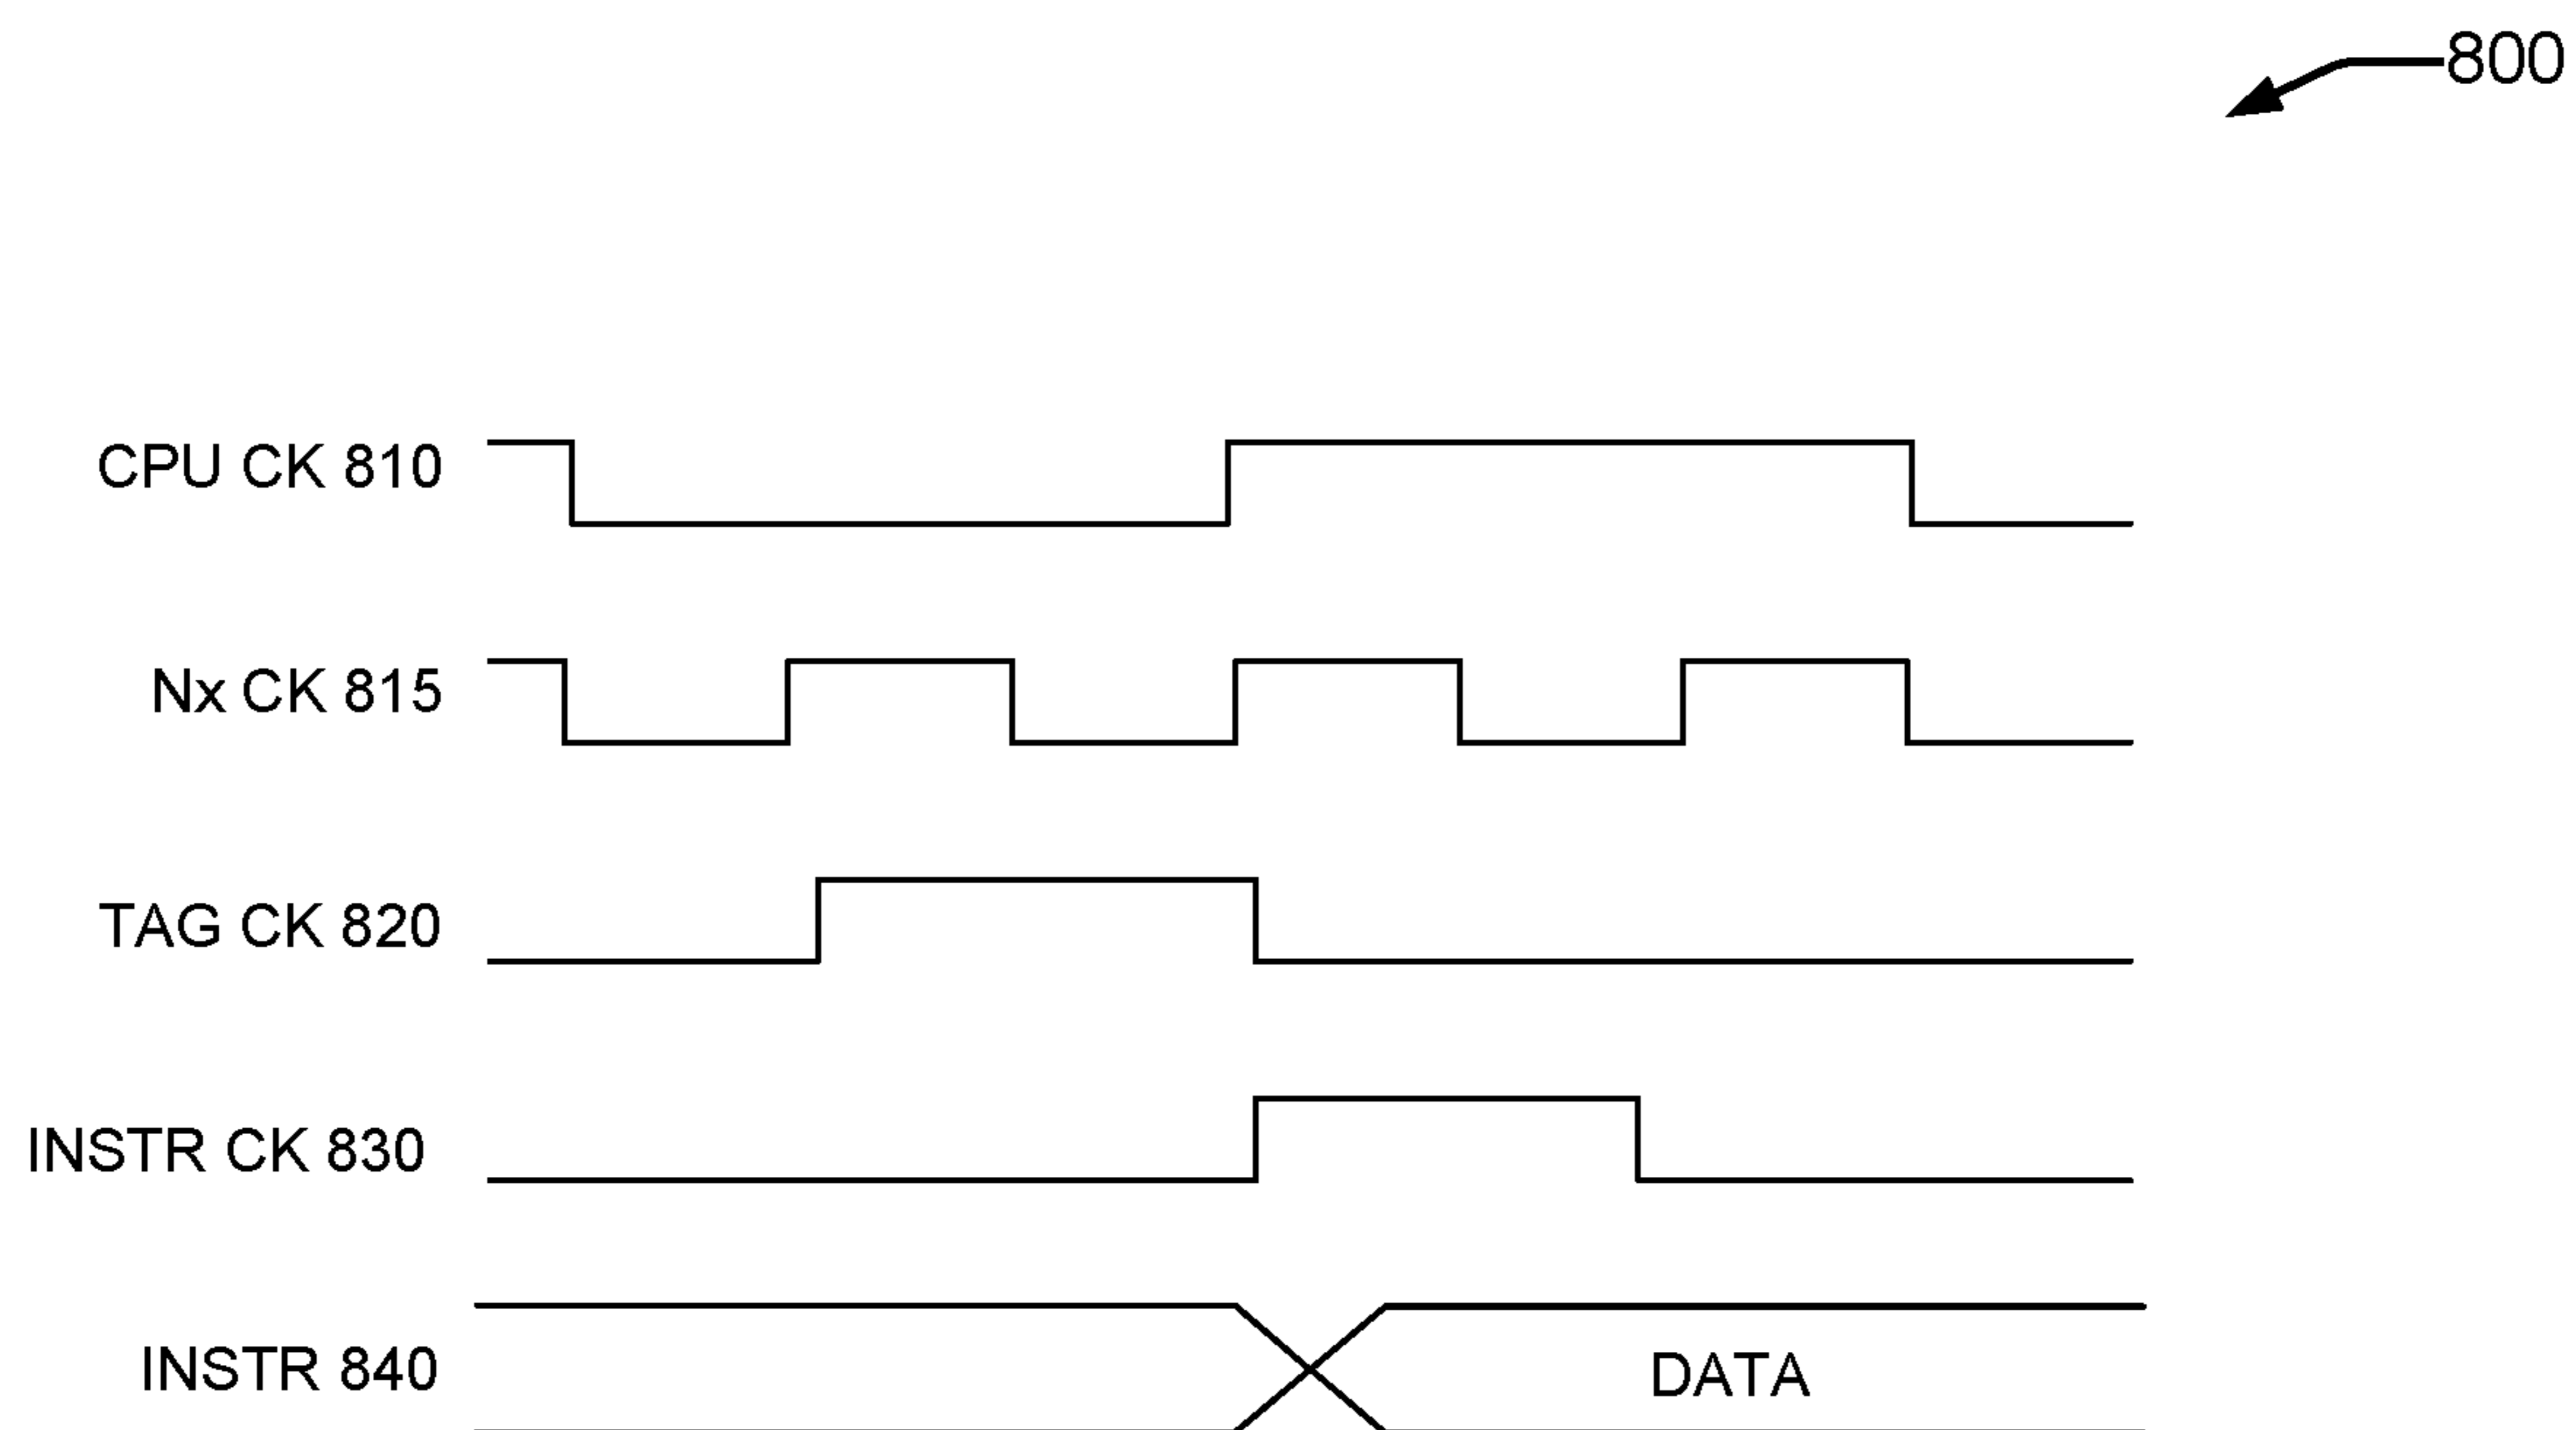 800
CPU CK 810
Nx CK 815
TAG CK 820
INSTR CK 830
INSTR 840
DATA